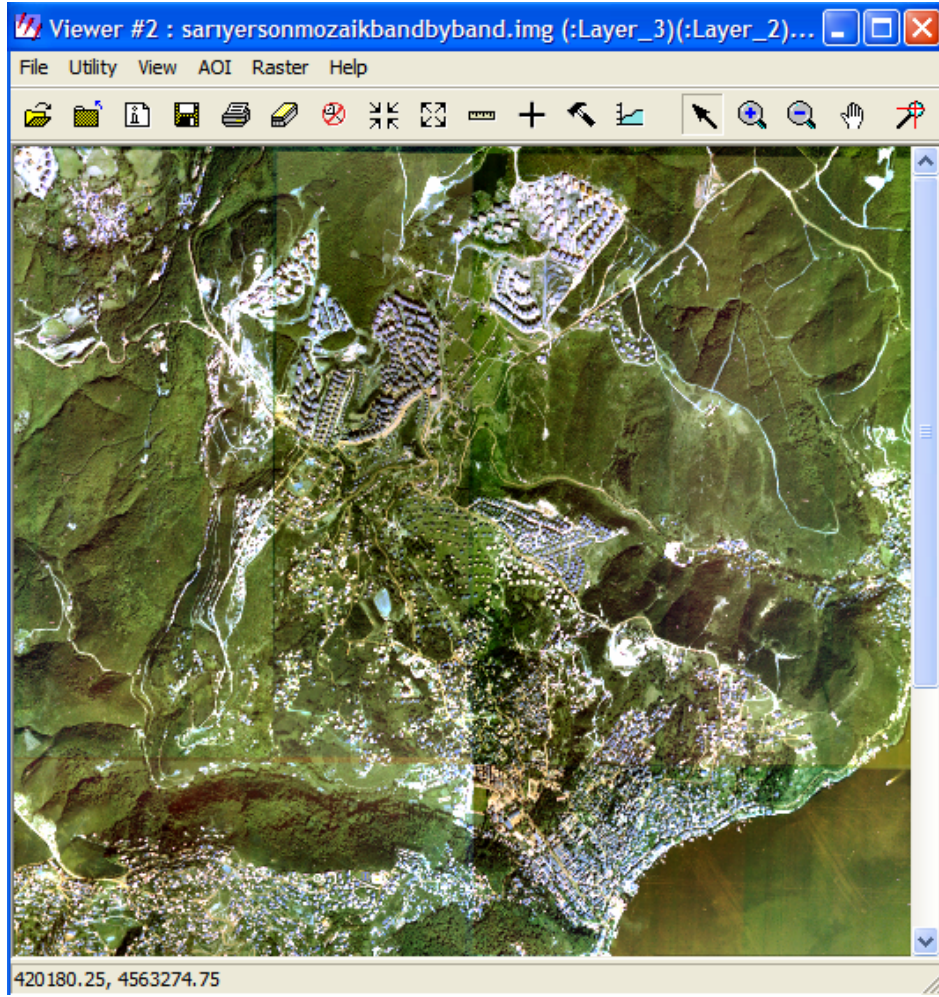 Viewer #2 : sarıyersonmozaikbandbyband.img (:Layer_3)(:Layer_2)...
File Utility View AOI Raster Help
420180.25, 4563274.75